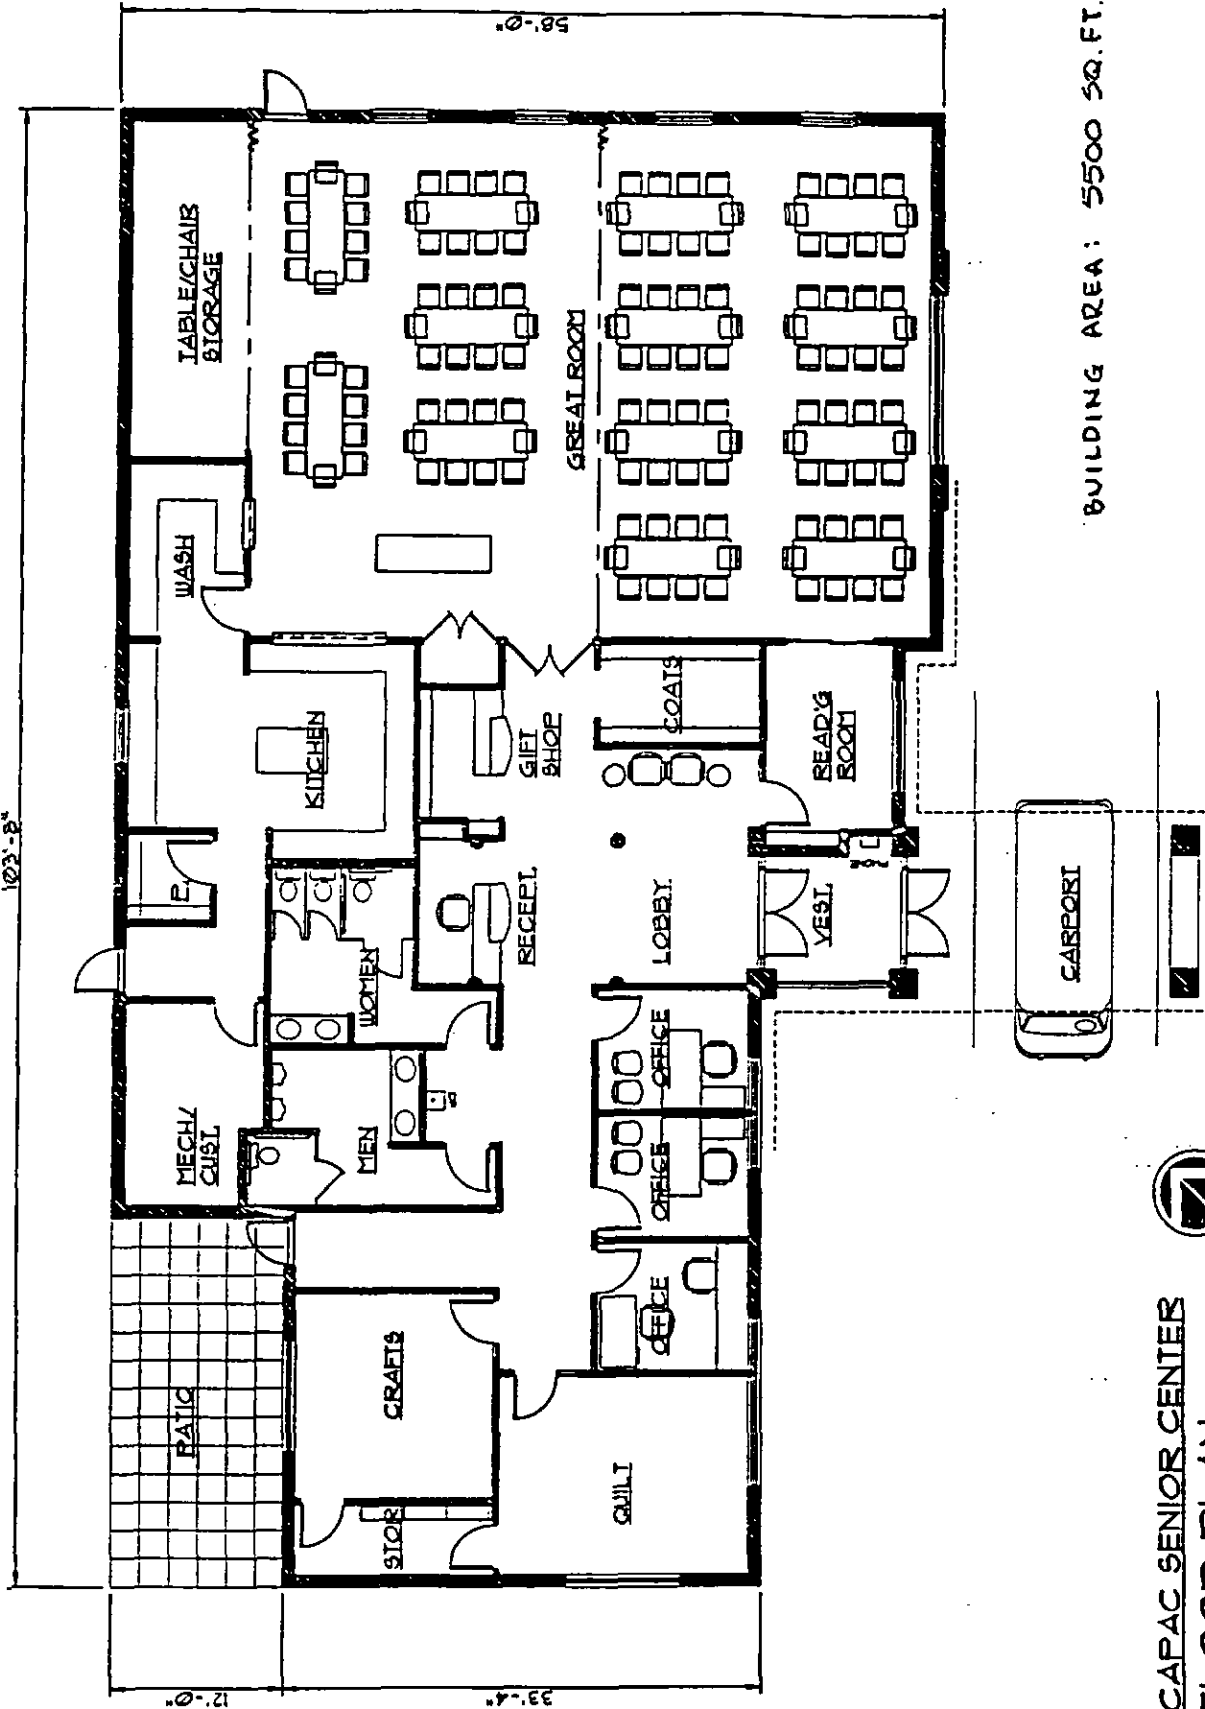 103'-8"
58'-0"
12'-0"
33'-4"
PATIO
MECH/
CUST.
P.
WASH
TABLE/CHAIR
STORAGE
KITCHEN
WOMEN
MEN
CRAFTS
STOR
QUILT
OFFICE
OFFICE
OFFICE
RECEPT.
GIFT
SHOP
GREAT ROOM
LOBBY
COATS
READ'G
ROOM
VEST.
CARPORT
BUILDING AREA: 5500 SQ. FT.
CAPAC SENIOR CENTER